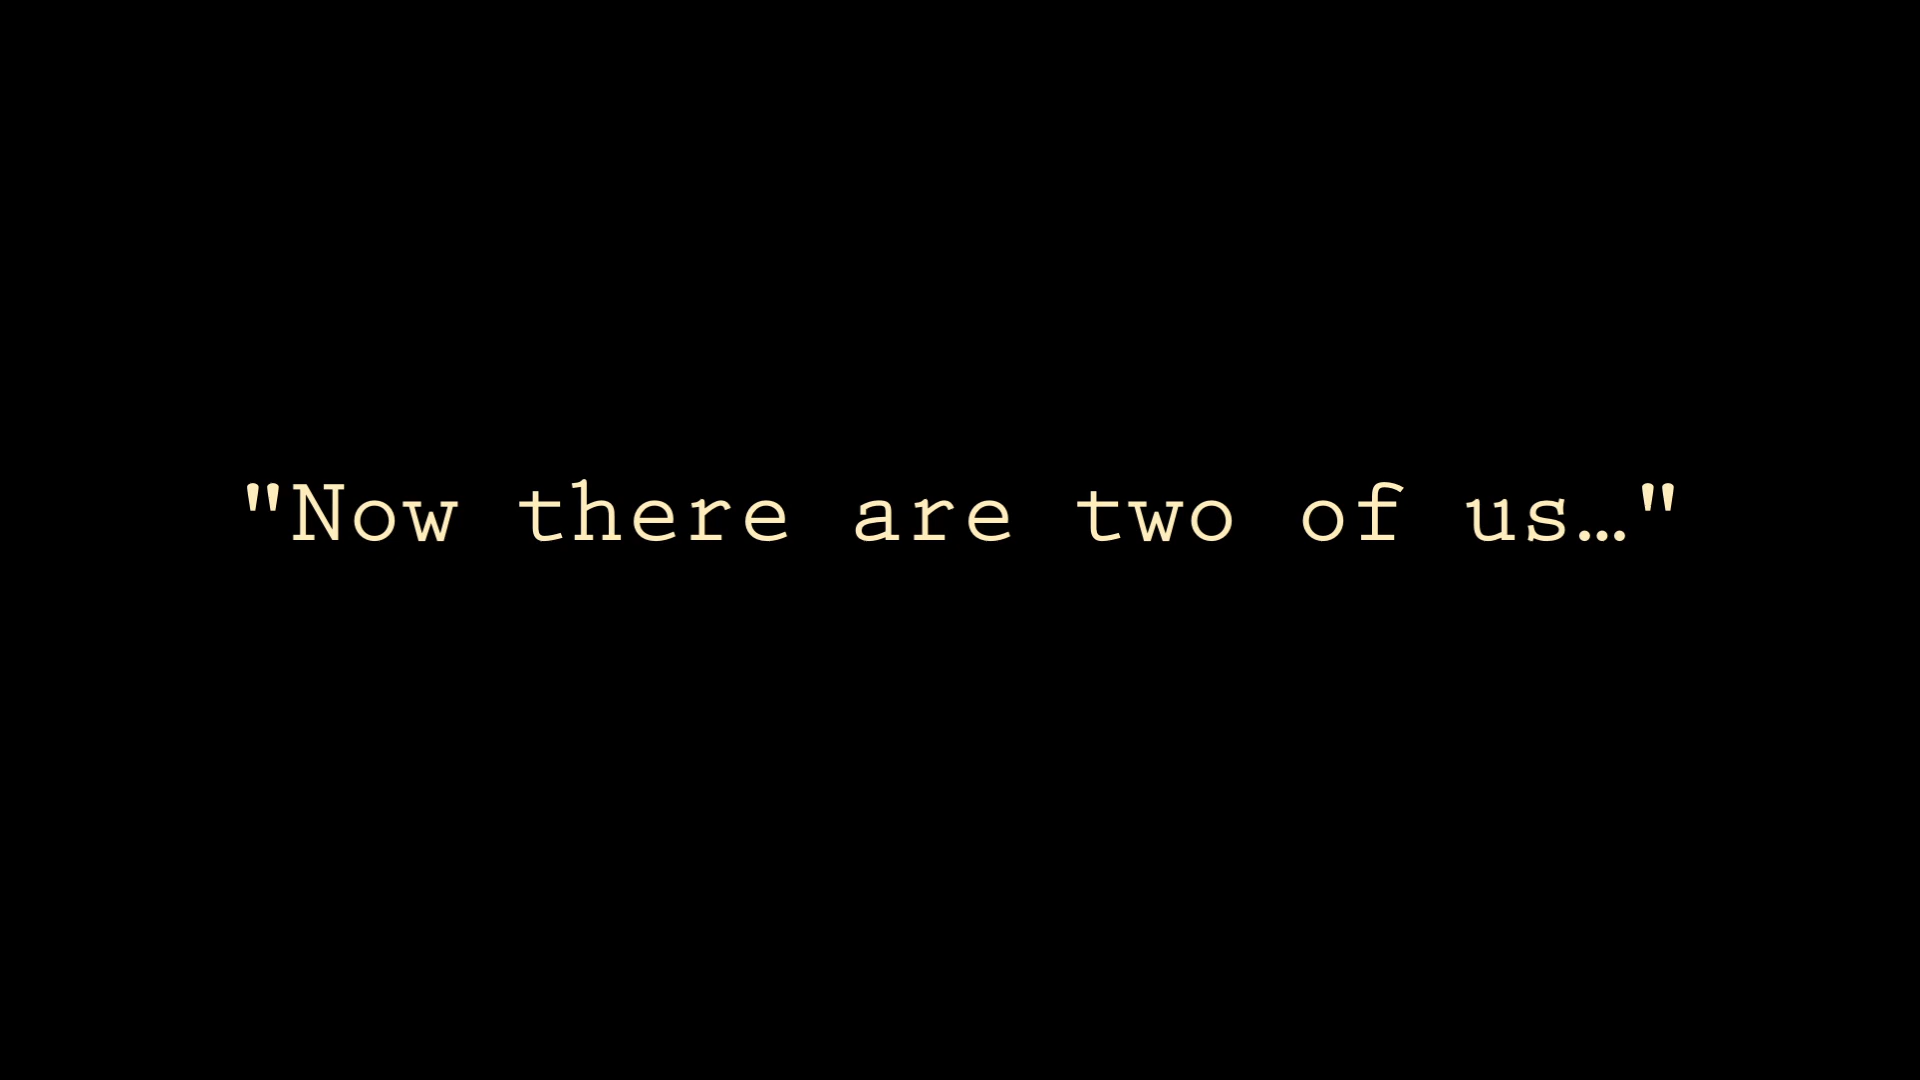 "Now there are two of us…"